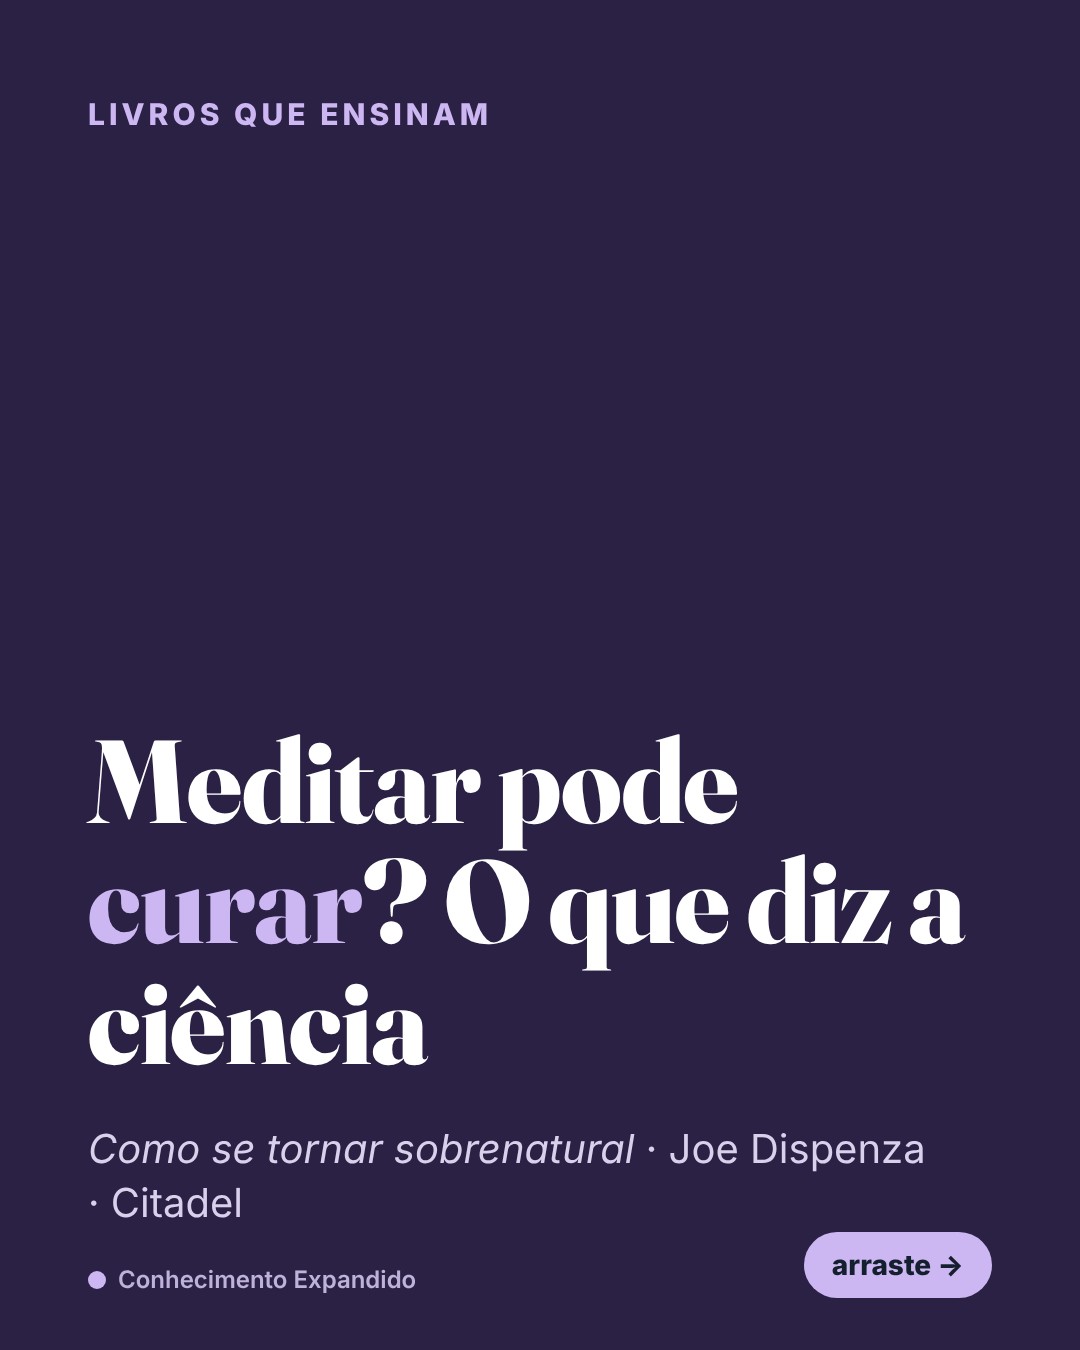 LIVROS QUE ENSINAM
Meditar pode
curar? O que diz a
ciência
Como se tornar sobrenatural · Joe Dispenza
· Citadel
Conhecimento Expandido
arraste →